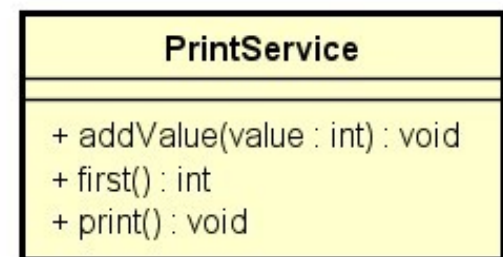 PrintService
+ addValue(value : int) : void
+ first() : int
+ print() : void